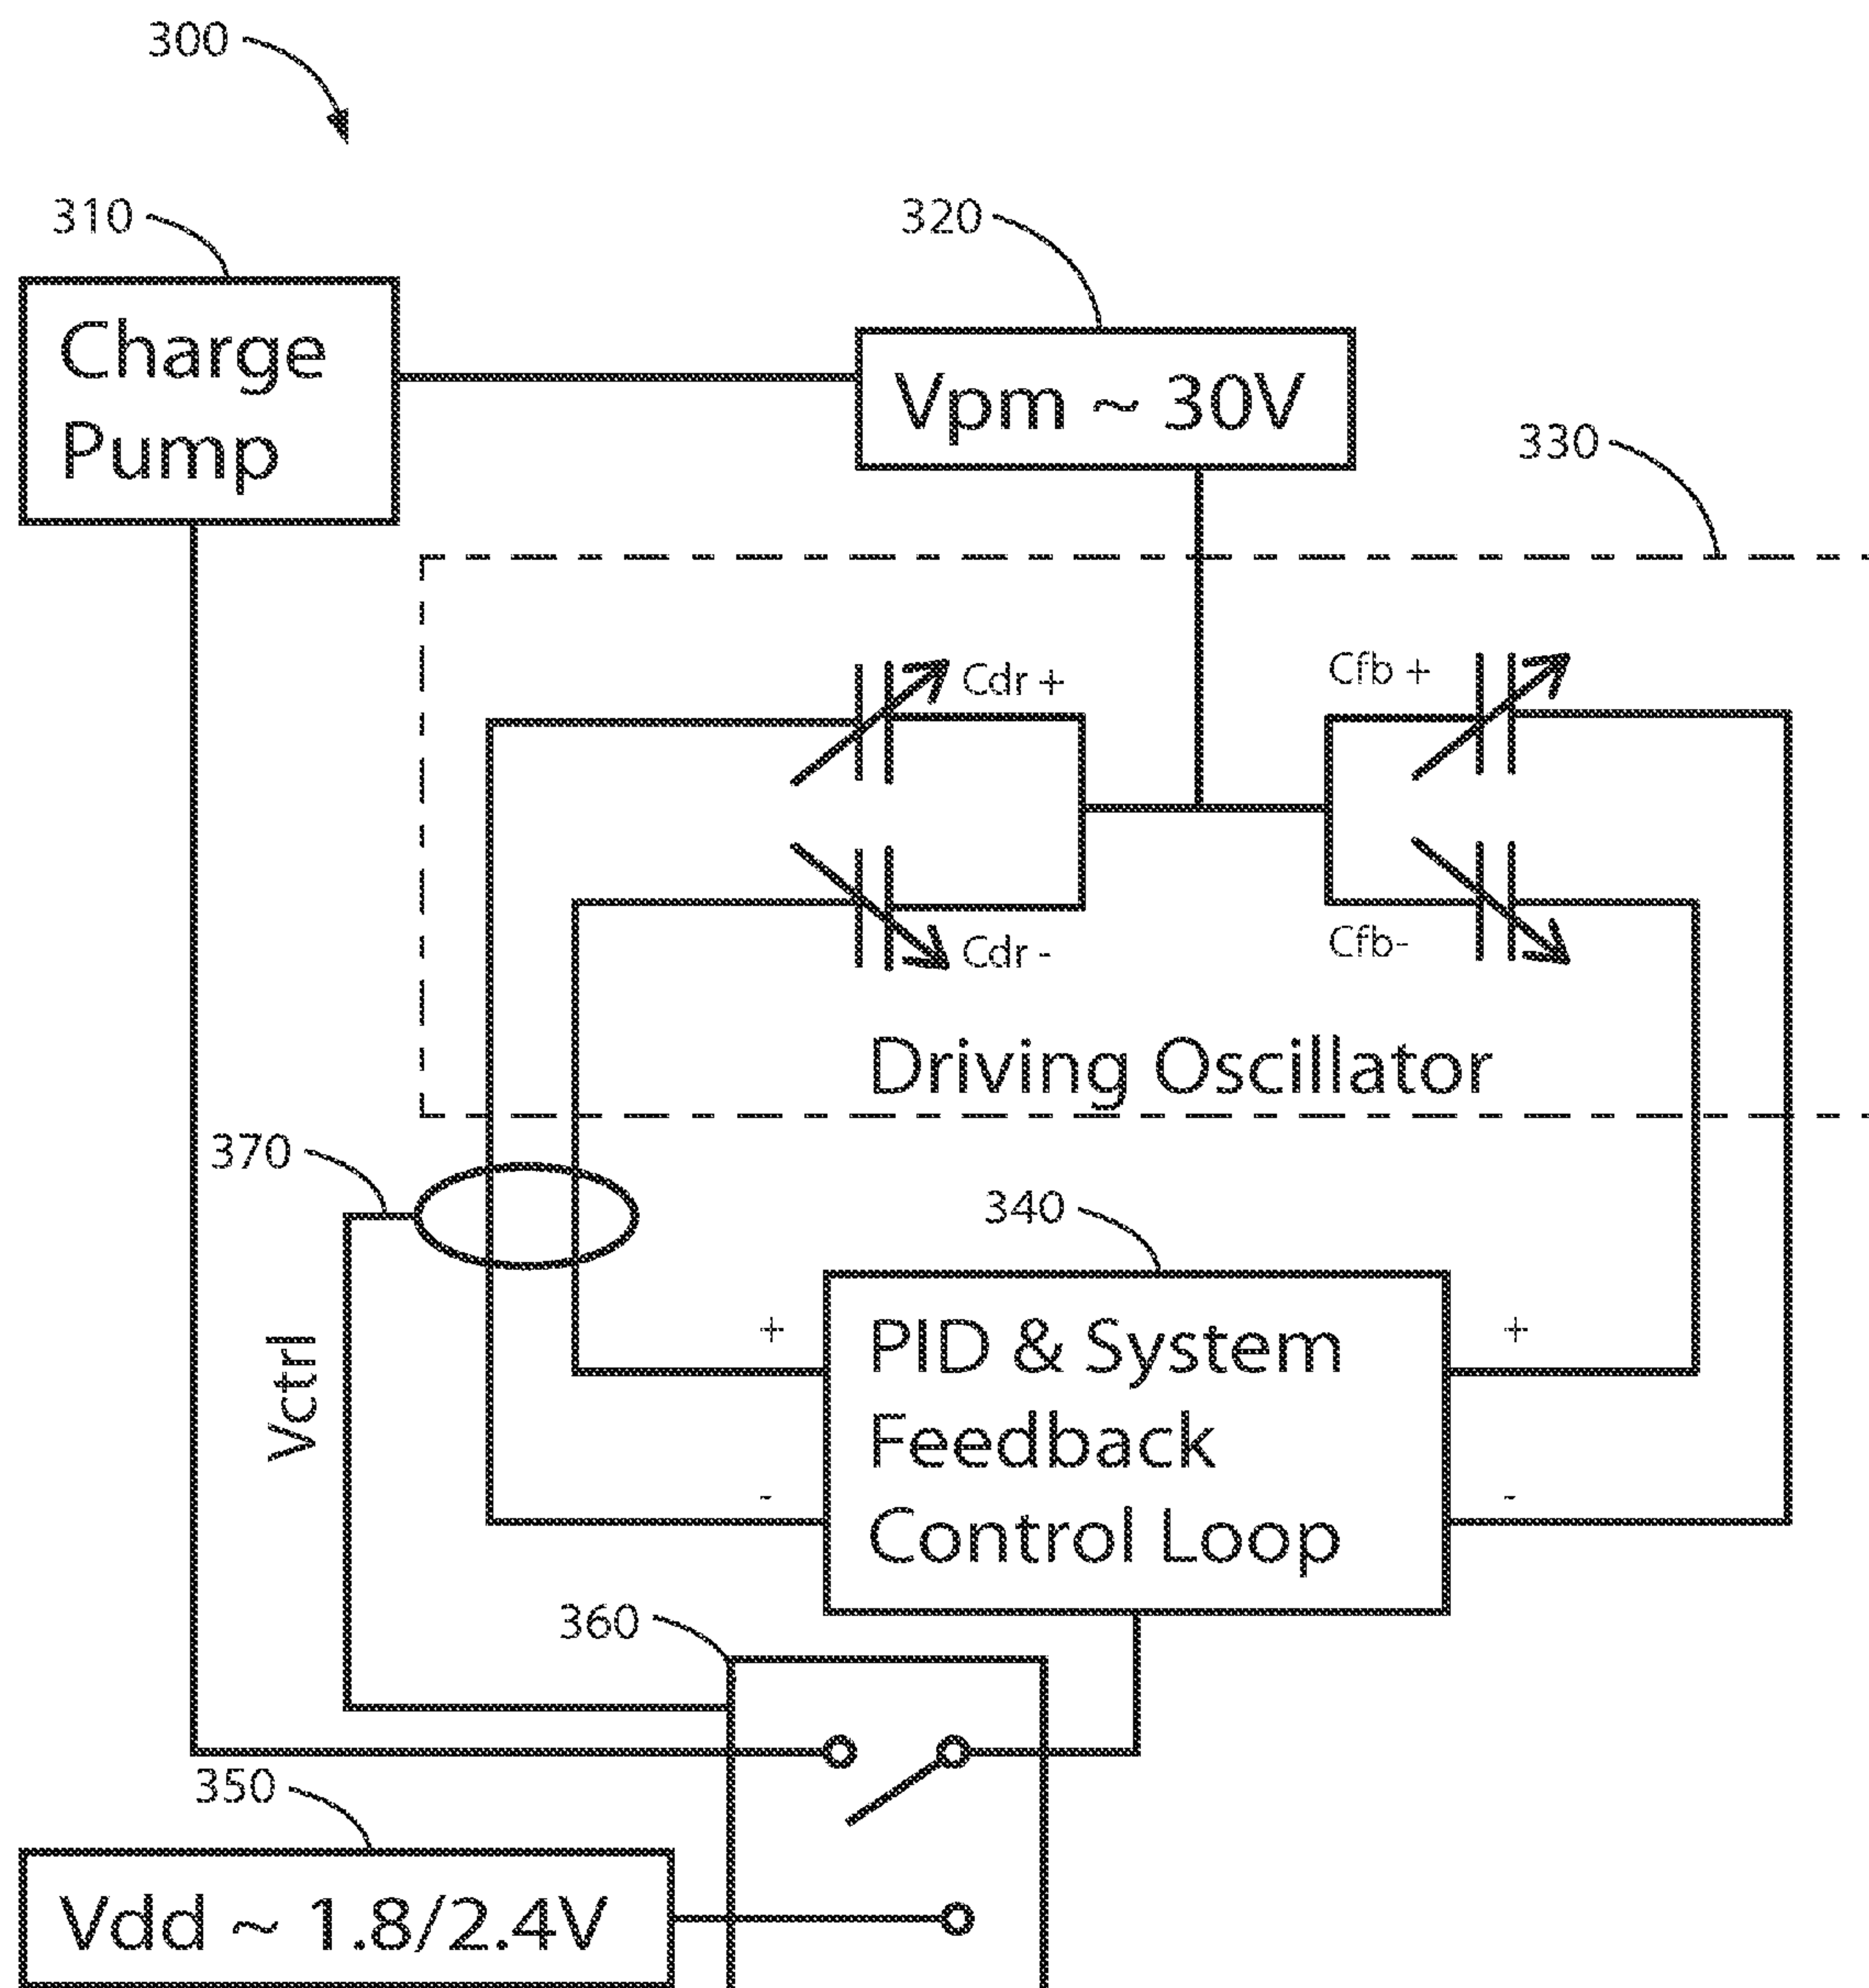 300
310
320
Charge
Pump
Vpm ~ 30V
330
Cdr +
Cfb +
Cdr -
Cfb-
Driving Oscillator
370
340
Vctrl
+
+
PID & System
Feedback
Control Loop
-
-
360
350
Vdd ~ 1.8/2.4V